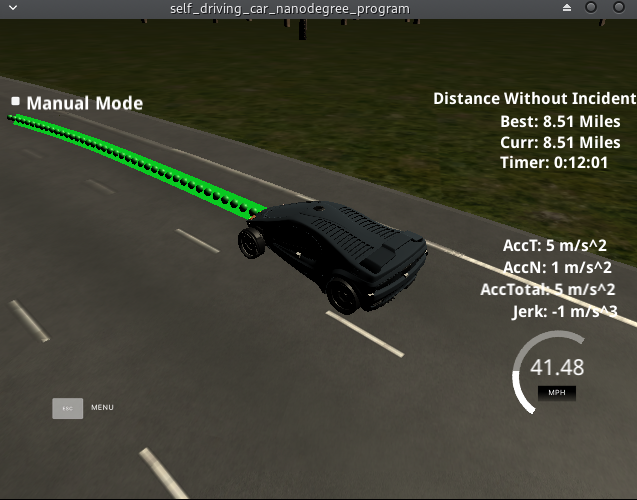 self_driving_car_nanodegree_program
Manual Mode
Distance Without Incident
Best: 8.51 Miles
Curr: 8.51 Miles
Timer: 0:12:01
AccT: 5 m/s^2
AccN: 1 m/s^2
AccTotal: 5 m/s^2
Jerk: -1 m/s^3
41.48
MPH
ESC MENU